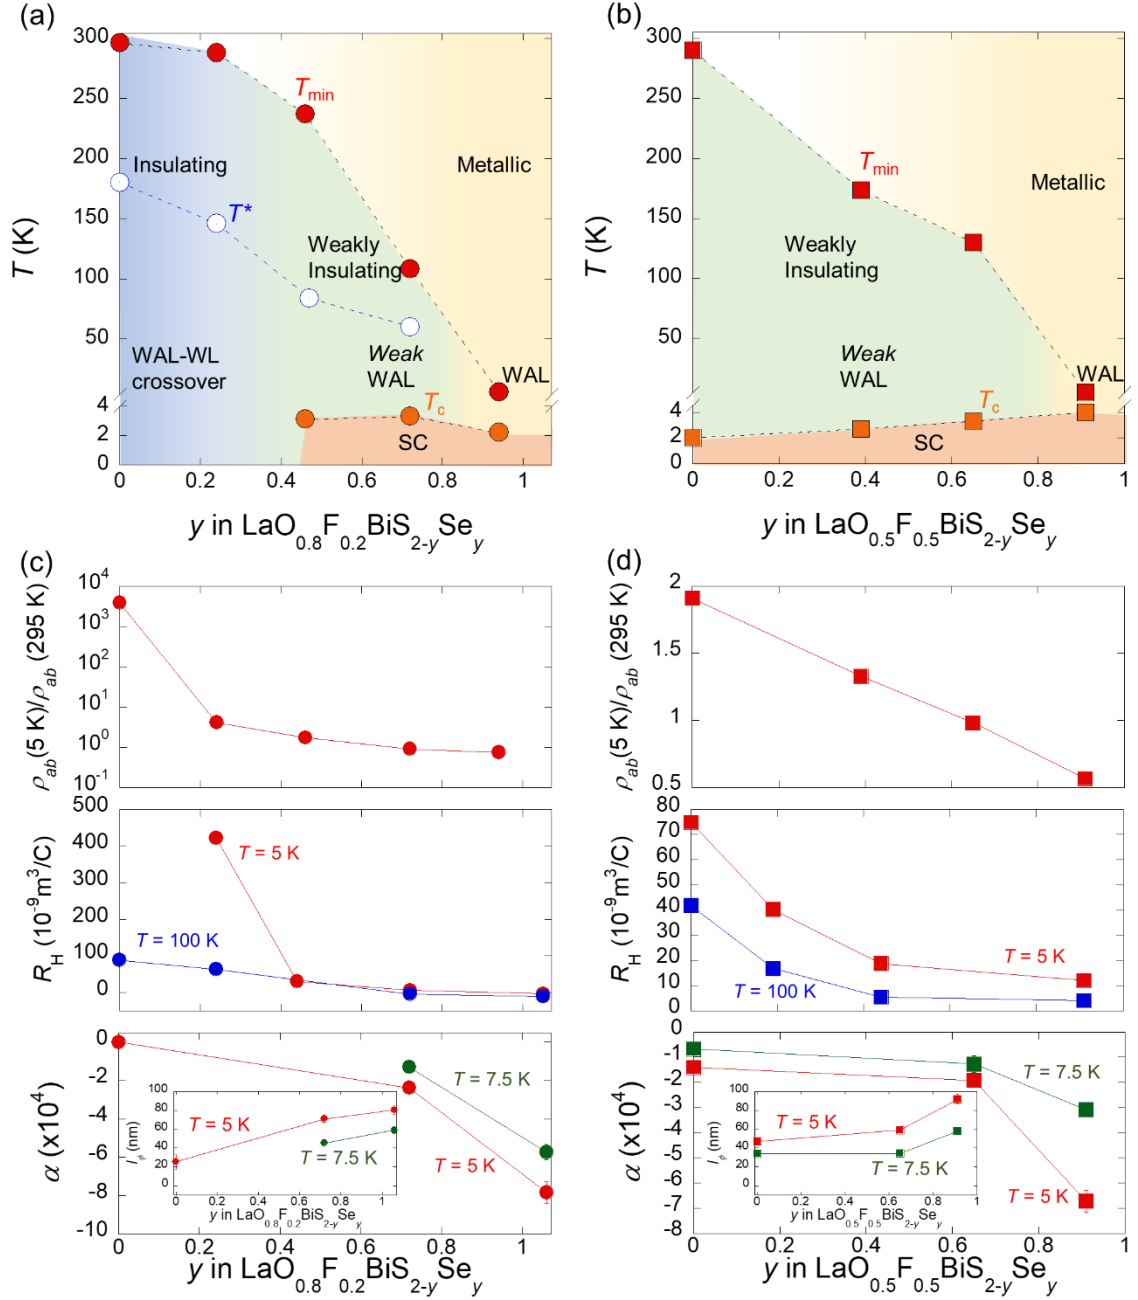 (a)
300
250
200
150
100
50
4
2
0
T (K)
Tmin
Insulating
Metallic
T*
Weakly
Insulating
WAL-WL
crossover
Weak
WAL
WAL
Tc
SC
0 0.2 0.4 0.6 0.8 1
y in LaO0.8F0.2BiS2-ySey
(b)
300
250
200
150
100
50
4
2
0
T (K)
Tmin
Metallic
Weakly
Insulating
Weak
WAL
WAL
Tc
SC
0 0.2 0.4 0.6 0.8 1
y in LaO0.5F0.5BiS2-ySey
(c)
10^4
10^3
10^2
10^1
10^0
10^-1
ρab(5 K)/ρab (295 K)
500
400
300
200
100
0
RH (10^-9m^3/C)
T = 5 K
T = 100 K
0
-2
-4
-6
-8
-10
α (x10^4)
T = 7.5 K
T = 5 K
100
80
60
40
20
0
lϕ (nm)
T = 5 K
T = 7.5 K
0 0.2 0.4 0.6 0.8 1
y in LaO0.8F0.2BiS2-ySey
0 0.2 0.4 0.6 0.8 1
y in LaO0.8F0.2BiS2-ySey
(d)
2
1.5
1
0.5
ρab(5 K)/ρab (295 K)
80
70
60
50
40
30
20
10
0
RH (10^-9m^3/C)
T = 5 K
T = 100 K
0
-1
-2
-3
-4
-5
-6
-7
-8
α (x10^4)
T = 7.5 K
T = 5 K
100
80
60
40
20
0
lϕ (nm)
T = 5 K
T = 7.5 K
0 0.2 0.4 0.6 0.8 1
y in LaO0.5F0.5BiS2-ySey
0 0.2 0.4 0.6 0.8 1
y in LaO0.5F0.5BiS2-ySey